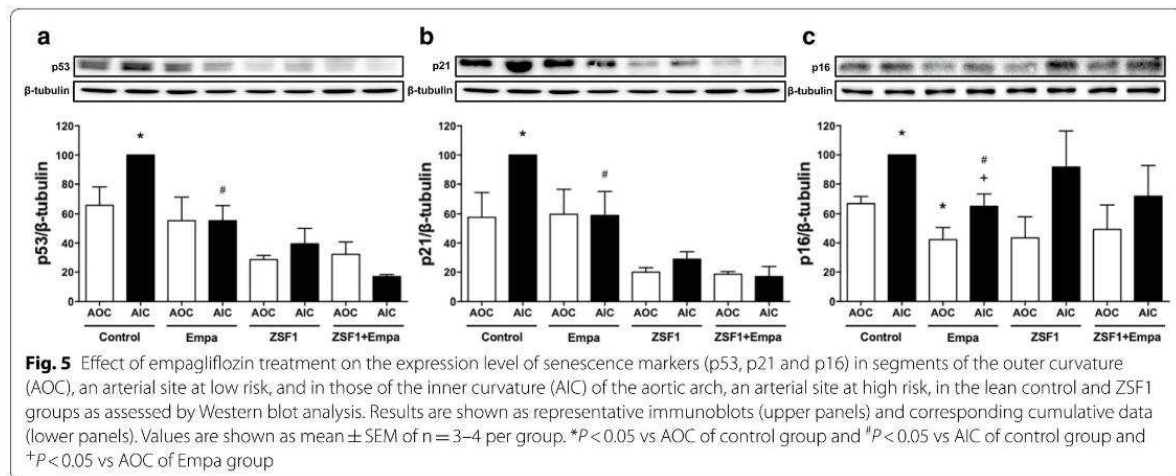 a
p53
β-tubulin
120
100
80
60
40
20
0
p53/β-tubulin
*
#
AOC AIC AOC AIC AOC AIC AOC AIC
Control Empa ZSF1 ZSF1+Empa
b
p21
β-tubulin
120
100
80
60
40
20
0
p21/β-tubulin
*
#
AOC AIC AOC AIC AOC AIC AOC AIC
Control Empa ZSF1 ZSF1+Empa
c
p16
β-tubulin
120
100
80
60
40
20
0
p16/β-tubulin
*
*
#
+
AOC AIC AOC AIC AOC AIC AOC AIC
Control Empa ZSF1 ZSF1+Empa
Fig. 5 Effect of empagliflozin treatment on the expression level of senescence markers (p53, p21 and p16) in segments of the outer curvature
(AOC), an arterial site at low risk, and in those of the inner curvature (AIC) of the aortic arch, an arterial site at high risk, in the lean control and ZSF1
groups as assessed by Western blot analysis. Results are shown as representative immunoblots (upper panels) and corresponding cumulative data
(lower panels). Values are shown as mean ± SEM of n = 3–4 per group. *P < 0.05 vs AOC of control group and #P < 0.05 vs AIC of control group and
+P < 0.05 vs AOC of Empa group